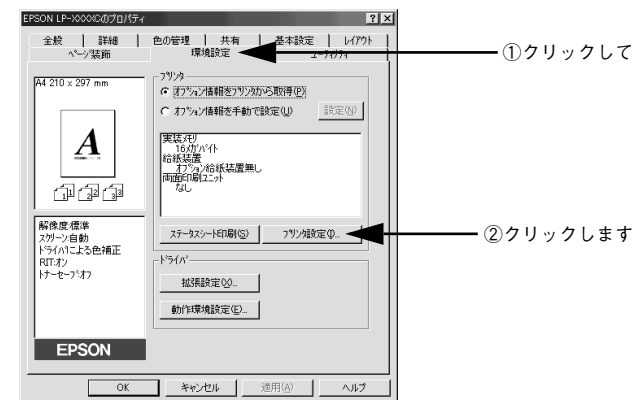 EPSON LP-XXXXCのプロパティ
全般 詳細 色の管理 共有 基本設定 レイアウト
ページ装飾 環境設定 ユーティリティ
①クリックして
A4 210 x 297 mm
プリンタ
オプション情報をプリンタから取得(P)
オプション情報を手動で設定(U) 設定(N)
A
実装メモリ
16メガバイト
給紙装置
オプション給紙装置無し
両面印刷ユニット
なし
1 1 2 2 3 3
ステータスシート印刷(S) プリンタ設定(I)...
②クリックします
解像度:標準
スクリーン:自動
ドライバによる色補正
RIT:オン
トナーセーブ:オフ
ドライバ
拡張設定(X)...
動作環境設定(E)...
EPSON
OK キャンセル 適用(A) ヘルプ